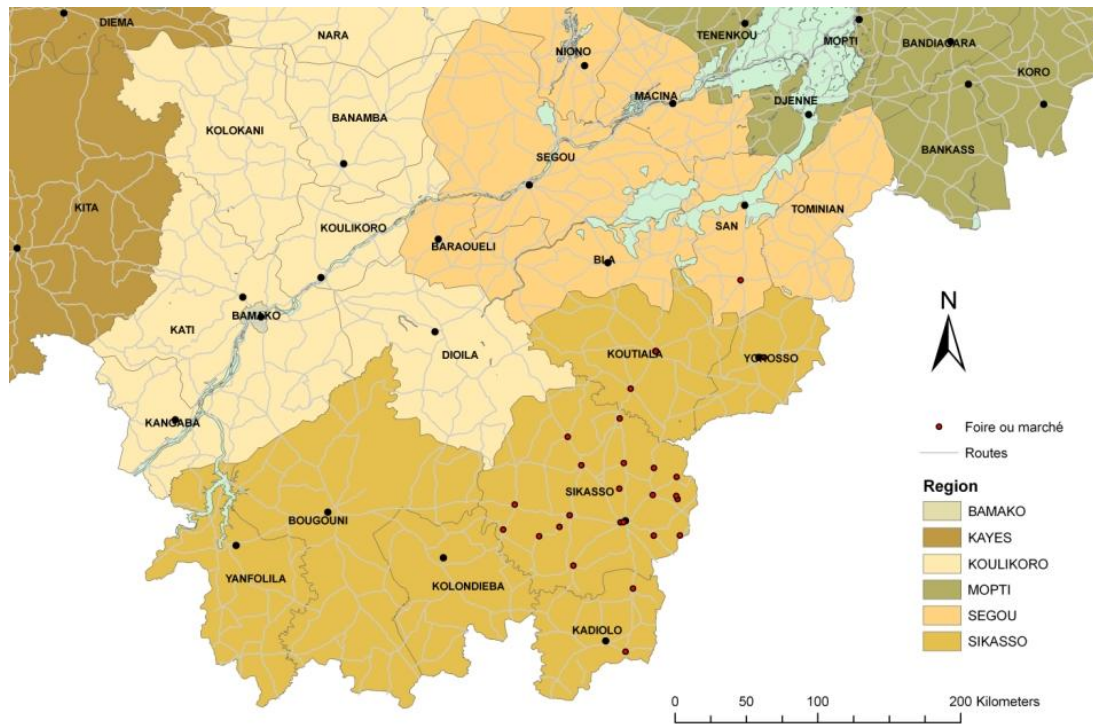 DIEMA
NARA
NIONO
TENENKOU
MOPTI
BANDIAGARA
KORO
MACINA
DJENNE
BANAMBA
KOLOKANI
SEGOU
BANKASS
KITA
KOULIKORO
BARAOUELI
SAN
TOMINIAN
BLA
BAMAKO
KATI
DIOILA
KOUTIALA
YOROSSO
KANGABA
SIKASSO
BOUGOUNI
YANFOLILA
KOLONDIEBA
KADIOLO
N
Foire ou marché
Routes
Region
BAMAKO
KAYES
KOULIKORO
MOPTI
SEGOU
SIKASSO
0 50 100 200 Kilometers